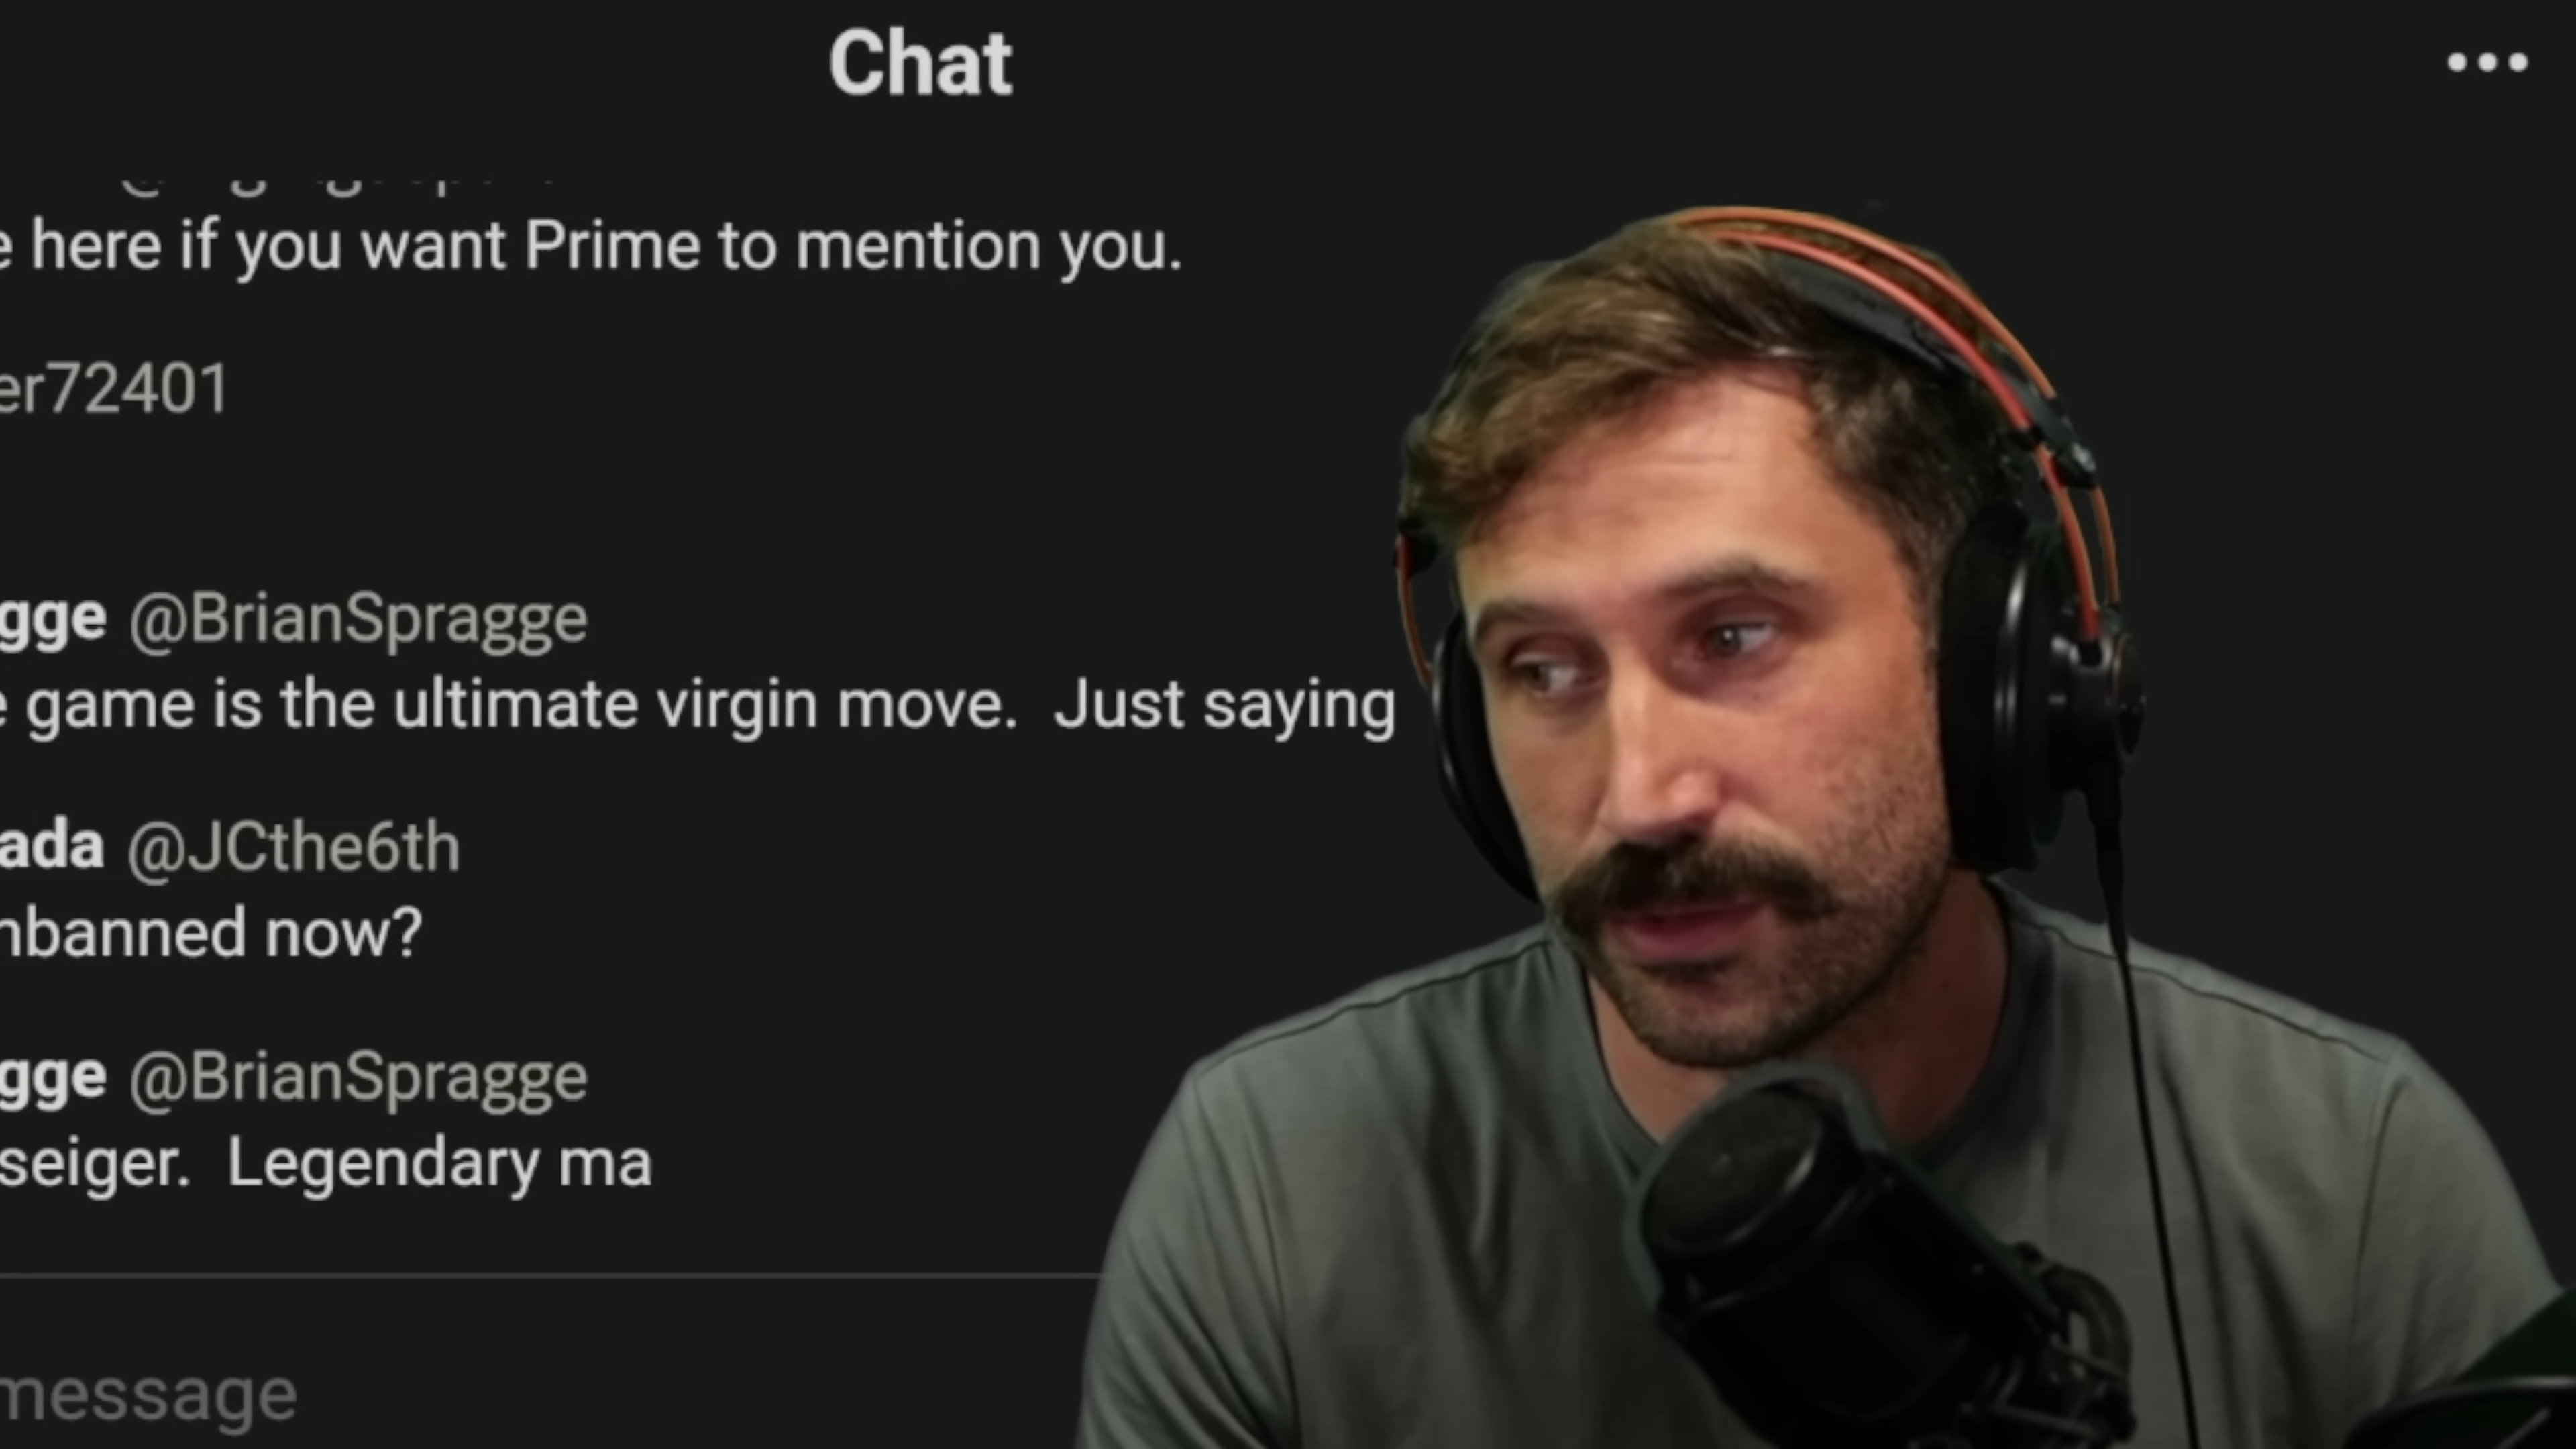 Chat
here if you want Prime to mention you.
er72401
gge @BrianSpragge
game is the ultimate virgin move. Just saying
ada @JCthe6th
nbanned now?
gge @BrianSpragge
seiger. Legendary ma
message